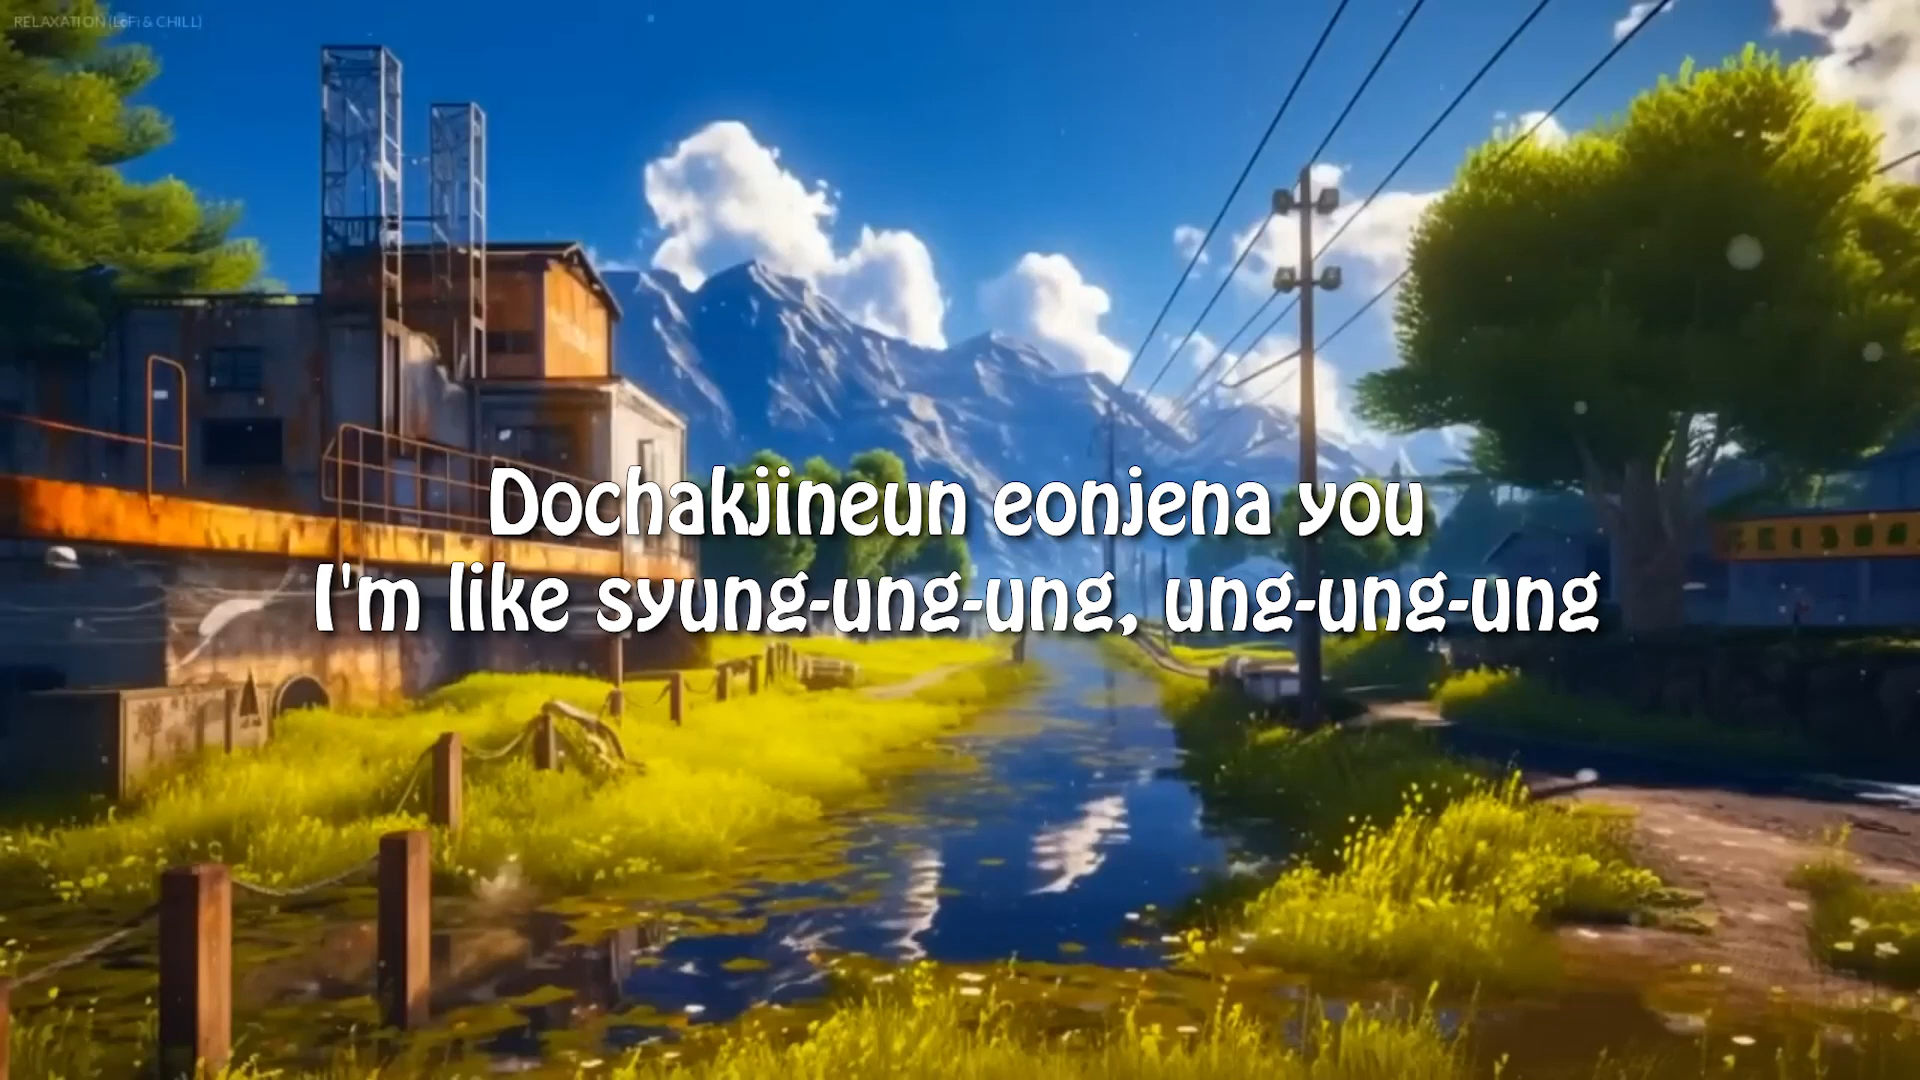 RELAXATION (LoFi & CHILL)
Dochakjineun eonjena you
I'm like syung-ung-ung, ung-ung-ung